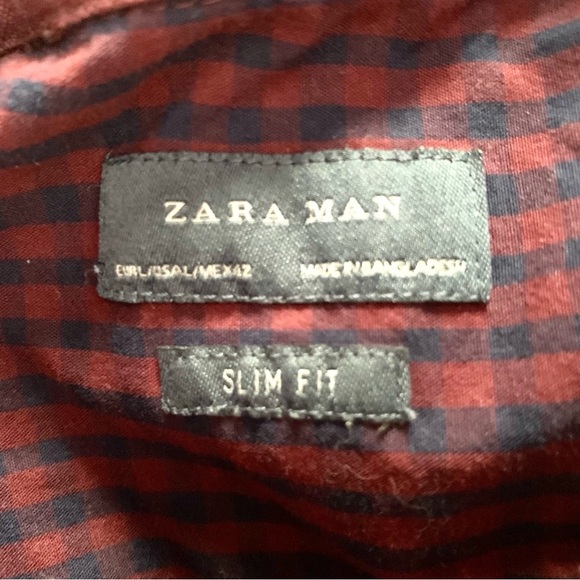 ZARA MAN
EUR L/USA L/MEX 42 MADE IN BANGLADESH
SLIM FIT